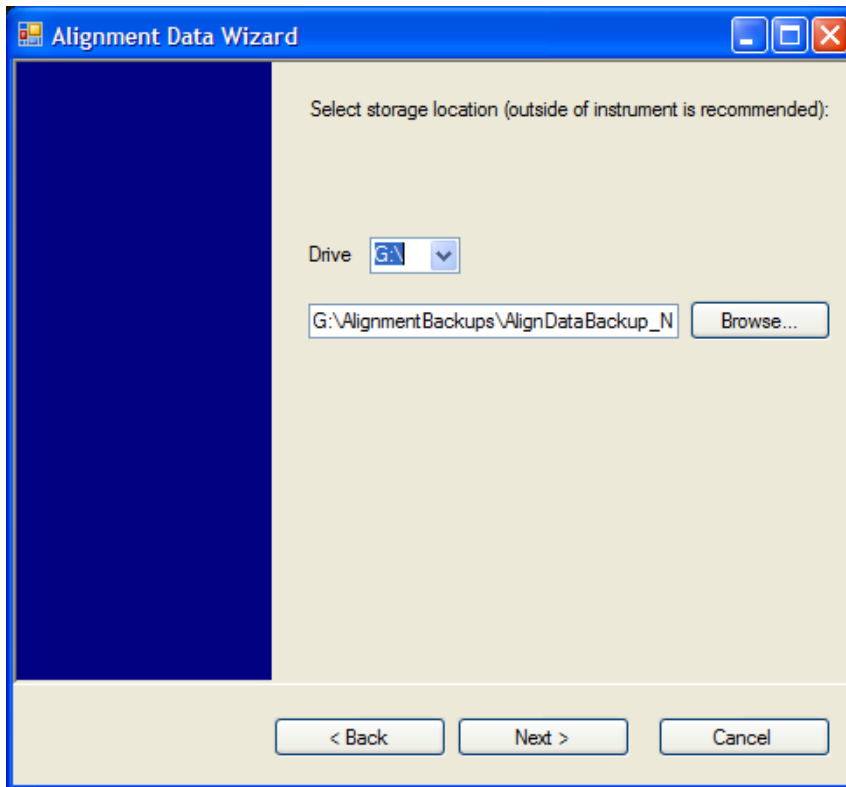 Alignment Data Wizard
Select storage location (outside of instrument is recommended):
Drive G:\
G:\AlignmentBackups\AlignDataBackup_N Browse...
< Back Next > Cancel